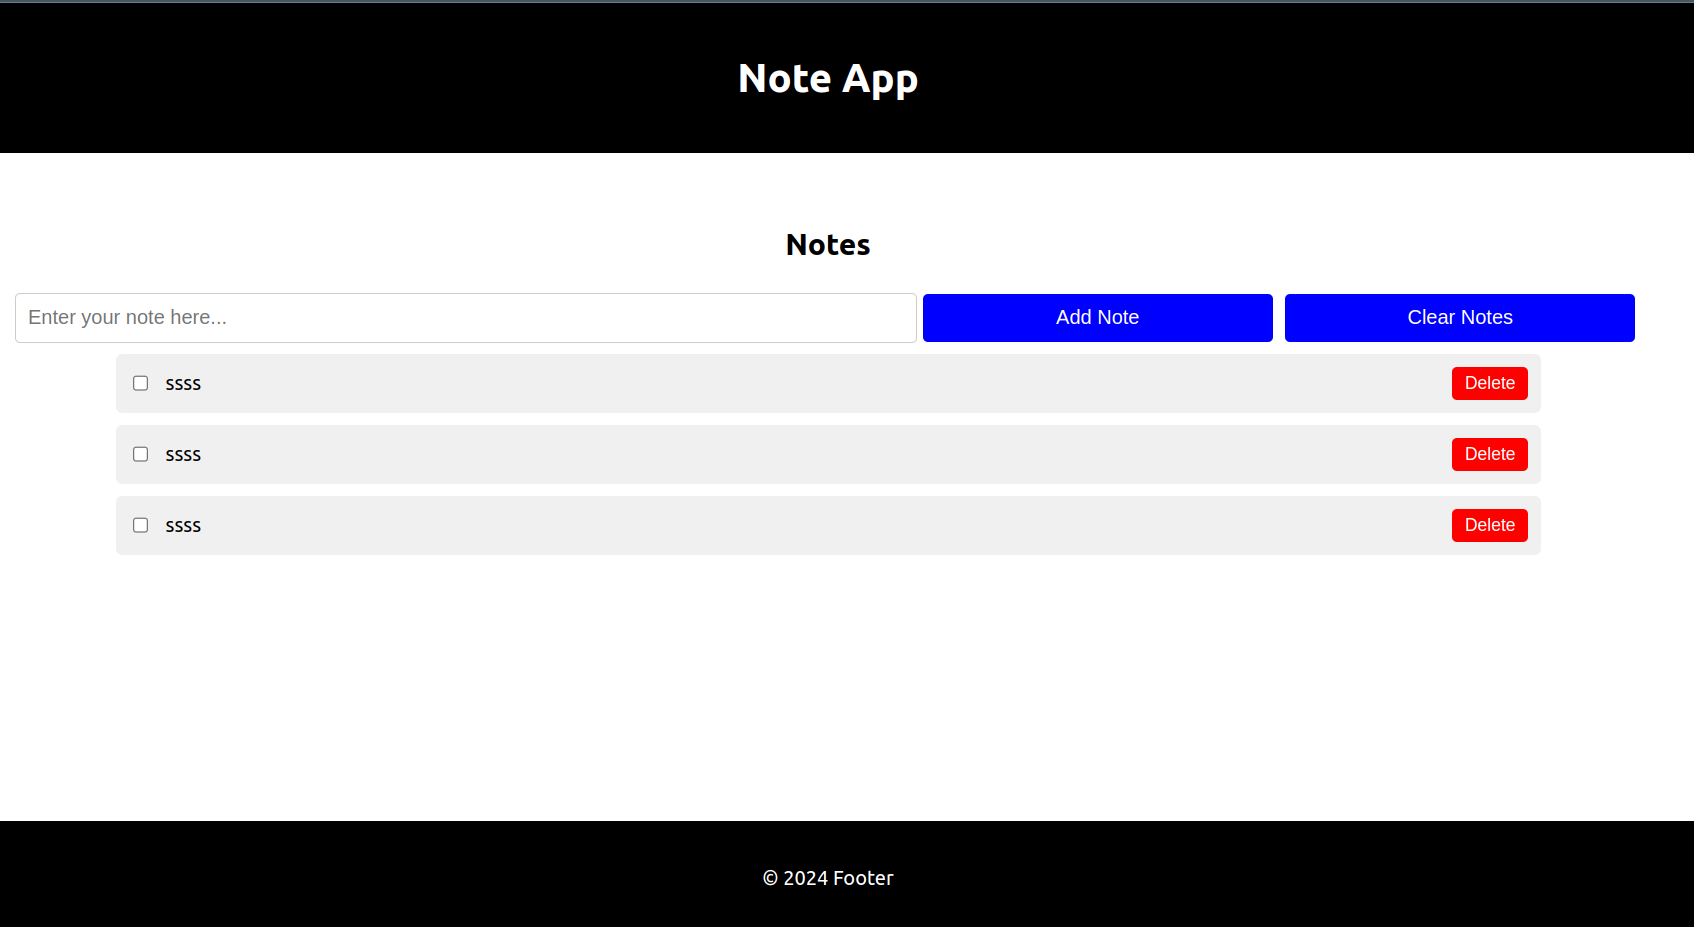 Note App
Notes
Enter your note here...
Add Note
Clear Notes
ssss
Delete
ssss
Delete
ssss
Delete
© 2024 Footer